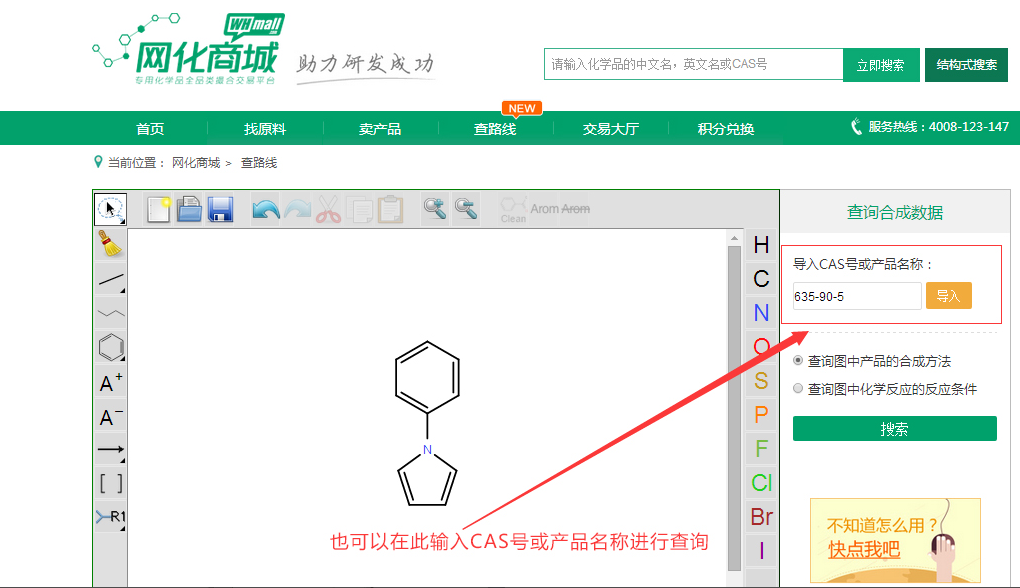 WHmall.com
网化商城
专用化学品全品类撮合交易平台
助力研发成功
请输入化学品的中文名，英文名或CAS号
立即搜索
结构式搜索
NEW
首页 找原料 卖产品 查路线 交易大厅 积分兑换
服务热线：4008-123-147
当前位置： 网化商城 > 查路线
Clean Arom Arom
查询合成数据
导入CAS号或产品名称：
635-90-5 导入
查询图中产品的合成方法
查询图中化学反应的反应条件
搜索
A+
A−
[ ]
R1
N
H
C
N
O
S
P
F
Cl
Br
I
也可以在此输入CAS号或产品名称进行查询
不知道怎么用？
快点我吧